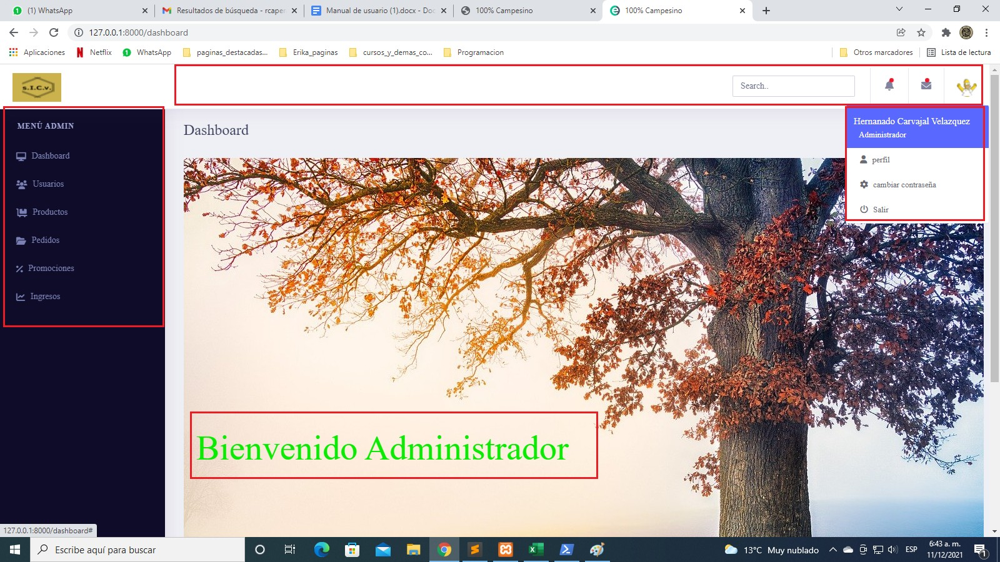 (1) WhatsApp
Resultados de búsqueda - rcaper
Manual de usuario (1).docx - Doc
100% Campesino
100% Campesino
127.0.0.1:8000/dashboard
Aplicaciones
Netflix
WhatsApp
paginas_destacadas...
Erika_paginas
cursos_y_demas_co...
Programacion
Otros marcadores
Lista de lectura
s.I.C.v.
Search..
MENÚ ADMIN
Dashboard
Usuarios
Productos
Pedidos
Promociones
Ingresos
Dashboard
Hernanado Carvajal Velazquez
Administrador
perfil
cambiar contraseña
Salir
Bienvenido Administrador
127.0.0.1:8000/dashboard#
Escribe aquí para buscar
13°C Muy nublado
ESP
6:43 a. m.
11/12/2021
1